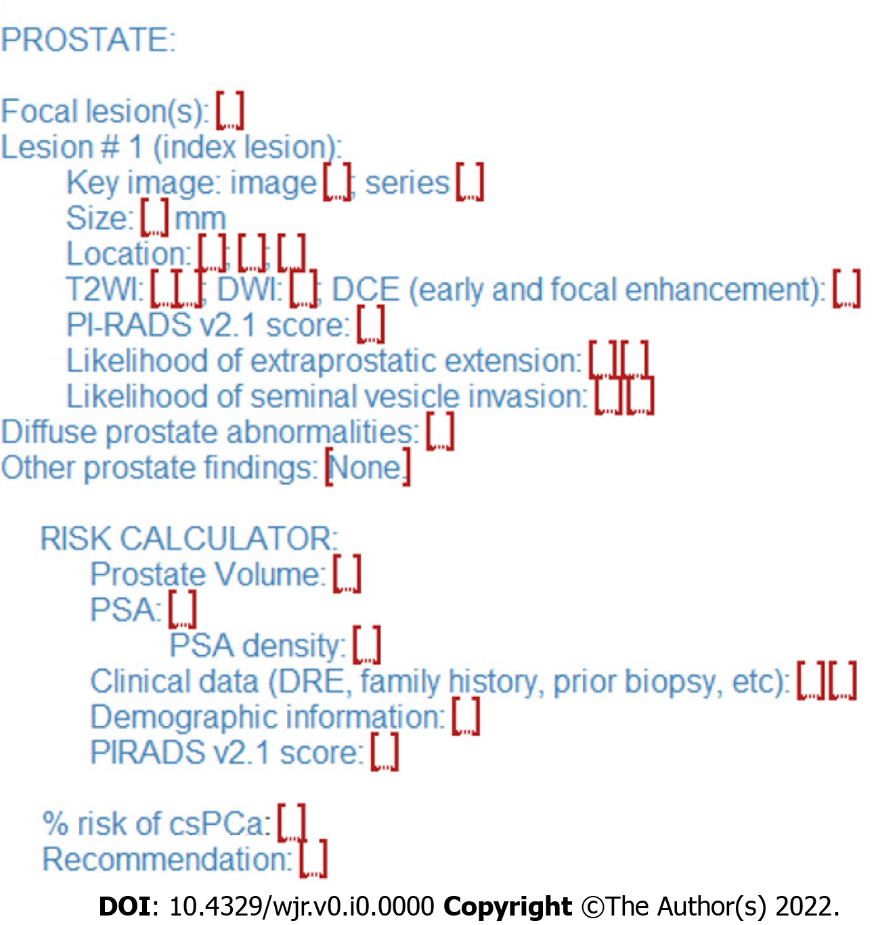 PROSTATE:
Focal lesion(s): [...]
Lesion # 1 (index lesion):
Key image: image [...]; series [...]
Size: [...] mm
Location: [...]; [...]; [...]
T2WI: [...][...]; DWI: [...]; DCE (early and focal enhancement): [...]
PI-RADS v2.1 score: [...]
Likelihood of extraprostatic extension: [...][...]
Likelihood of seminal vesicle invasion: [...][...]
Diffuse prostate abnormalities: [...]
Other prostate findings: [None.]
RISK CALCULATOR:
Prostate Volume: [...]
PSA: [...]
PSA density: [...]
Clinical data (DRE, family history, prior biopsy, etc): [...][...]
Demographic information: [...]
PIRADS v2.1 score: [...]
% risk of csPCa: [...]
Recommendation: [...]
DOI: 10.4329/wjr.v0.i0.0000 Copyright ©The Author(s) 2022.